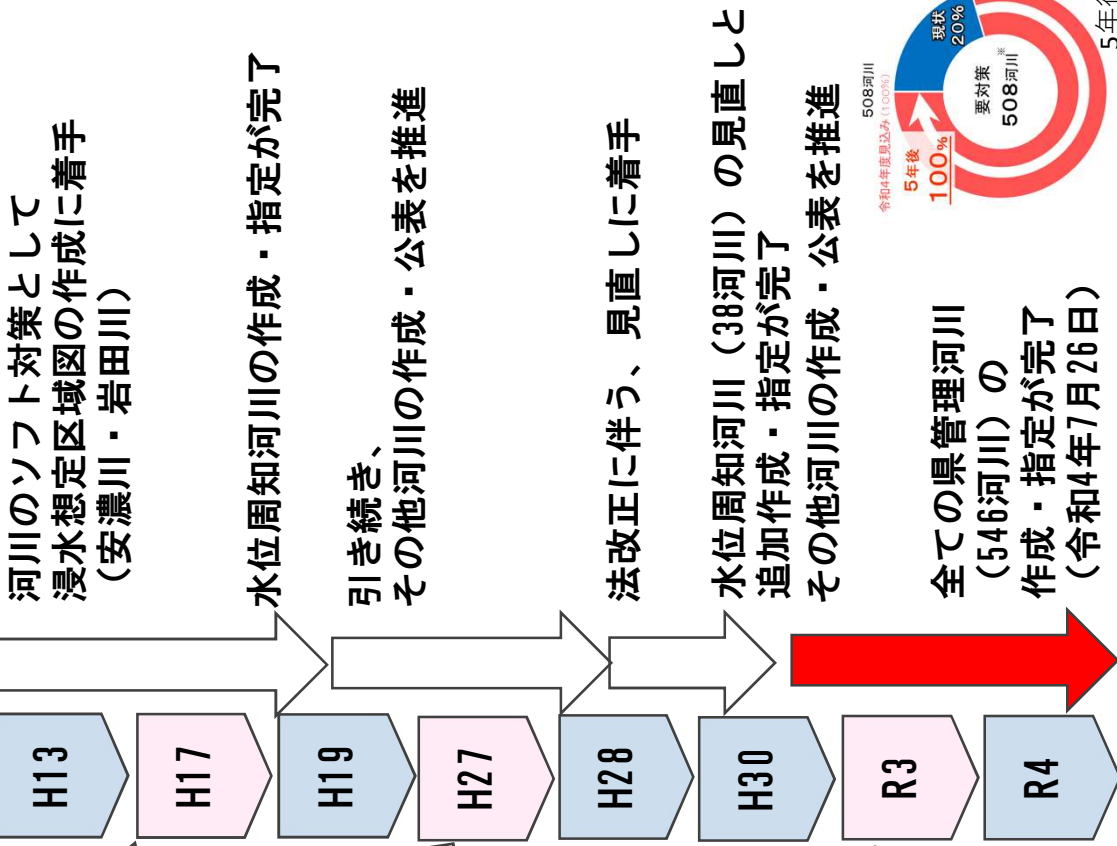 H13
H17
H19
H27
H28
H30
R3
R4
河川のソフト対策として
浸水想定区域図の作成に着手
（安濃川・岩田川）
水位周知河川の作成・指定が完了
引き続き、
その他河川の作成・公表を推進
法改正に伴う、見直しに着手
水位周知河川（38河川）の見直しと
追加作成・指定が完了
その他河川の作成・公表を推進
全ての県管理河川
（546河川）の
作成・指定が完了
（令和4年7月26日）
508河川
令和4年度見込み（100%）
5年後
100%
現状
20%
要対策
508河川※
5年後